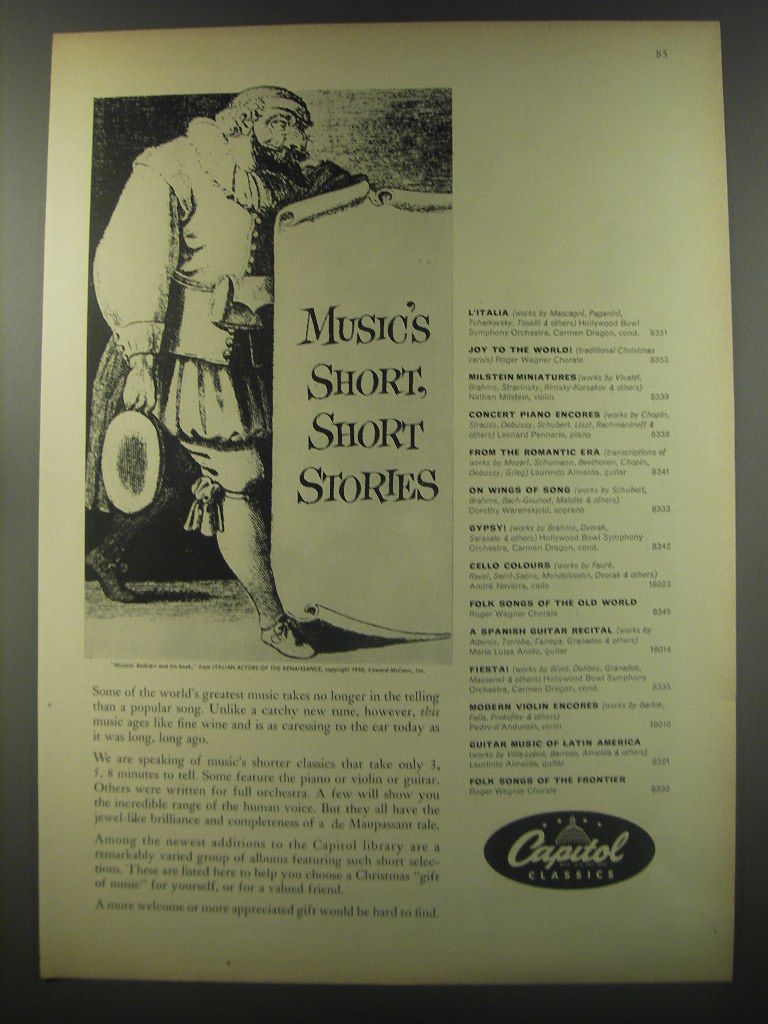 85
MUSIC'S
SHORT,
SHORT
STORIES
"Niccolo Barbieri and his book," from ITALIAN ACTORS OF THE RENAISSANCE, copyright 1930, Coward-McCann, Inc.
Some of the world's greatest music takes no longer in the telling
than a popular song. Unlike a catchy new tune, however, this
music ages like fine wine and is as caressing to the ear today as
it was long, long ago.
We are speaking of music's shorter classics that take only 3,
5, 8 minutes to tell. Some feature the piano or violin or guitar.
Others were written for full orchestra. A few will show you
the incredible range of the human voice. But they all have the
jewel-like brilliance and completeness of a de Maupassant tale.
Among the newest additions to the Capitol library are a
remarkably varied group of albums featuring such short selec-
tions. These are listed here to help you choose a Christmas "gift
of music" for yourself, or for a valued friend.
A more welcome or more appreciated gift would be hard to find.
L'ITALIA (works by Mascagni, Paganini,
Tchaikovsky, Toselli & others) Hollywood Bowl
Symphony Orchestra, Carmen Dragon, cond. 8351
JOY TO THE WORLD! (traditional Christmas
carols) Roger Wagner Chorale 8353
MILSTEIN MINIATURES (works by Vivaldi,
Brahms, Stravinsky, Rimsky-Korsakov & others)
Nathan Milstein, violin 8339
CONCERT PIANO ENCORES (works by Chopin,
Strauss, Debussy, Schubert, Liszt, Rachmaninoff &
others) Leonard Pennario, piano 8338
FROM THE ROMANTIC ERA (transcriptions of
works by Mozart, Schumann, Beethoven, Chopin,
Debussy, Grieg) Laurindo Almeida, guitar 8341
ON WINGS OF SONG (works by Schubert,
Brahms, Bach-Gounod, Malotte & others)
Dorothy Warenskjold, soprano 8333
GYPSY! (works by Brahms, Dvorak,
Sarasate & others) Hollywood Bowl Symphony
Orchestra, Carmen Dragon, cond. 8342
CELLO COLOURS (works by Fauré,
Ravel, Saint-Saëns, Mendelssohn, Dvorak & others)
André Navarra, cello 18023
FOLK SONGS OF THE OLD WORLD
Roger Wagner Chorale 8345
A SPANISH GUITAR RECITAL (works by
Albeniz, Torroba, Tarrega, Granados & others)
Maria Luisa Anido, guitar 18014
FIESTA! (works by Bizet, Delibes, Granados,
Massenet & others) Hollywood Bowl Symphony
Orchestra, Carmen Dragon, cond. 8335
MODERN VIOLIN ENCORES (works by Bartok,
Falla, Prokofiev & others)
Pedro d'Andurain, violin 18010
GUITAR MUSIC OF LATIN AMERICA
(works by Villa-Lobos, Barroso, Almeida & others)
Laurindo Almeida, guitar 8321
FOLK SONGS OF THE FRONTIER
Roger Wagner Chorale 8332
Capitol
CLASSICS